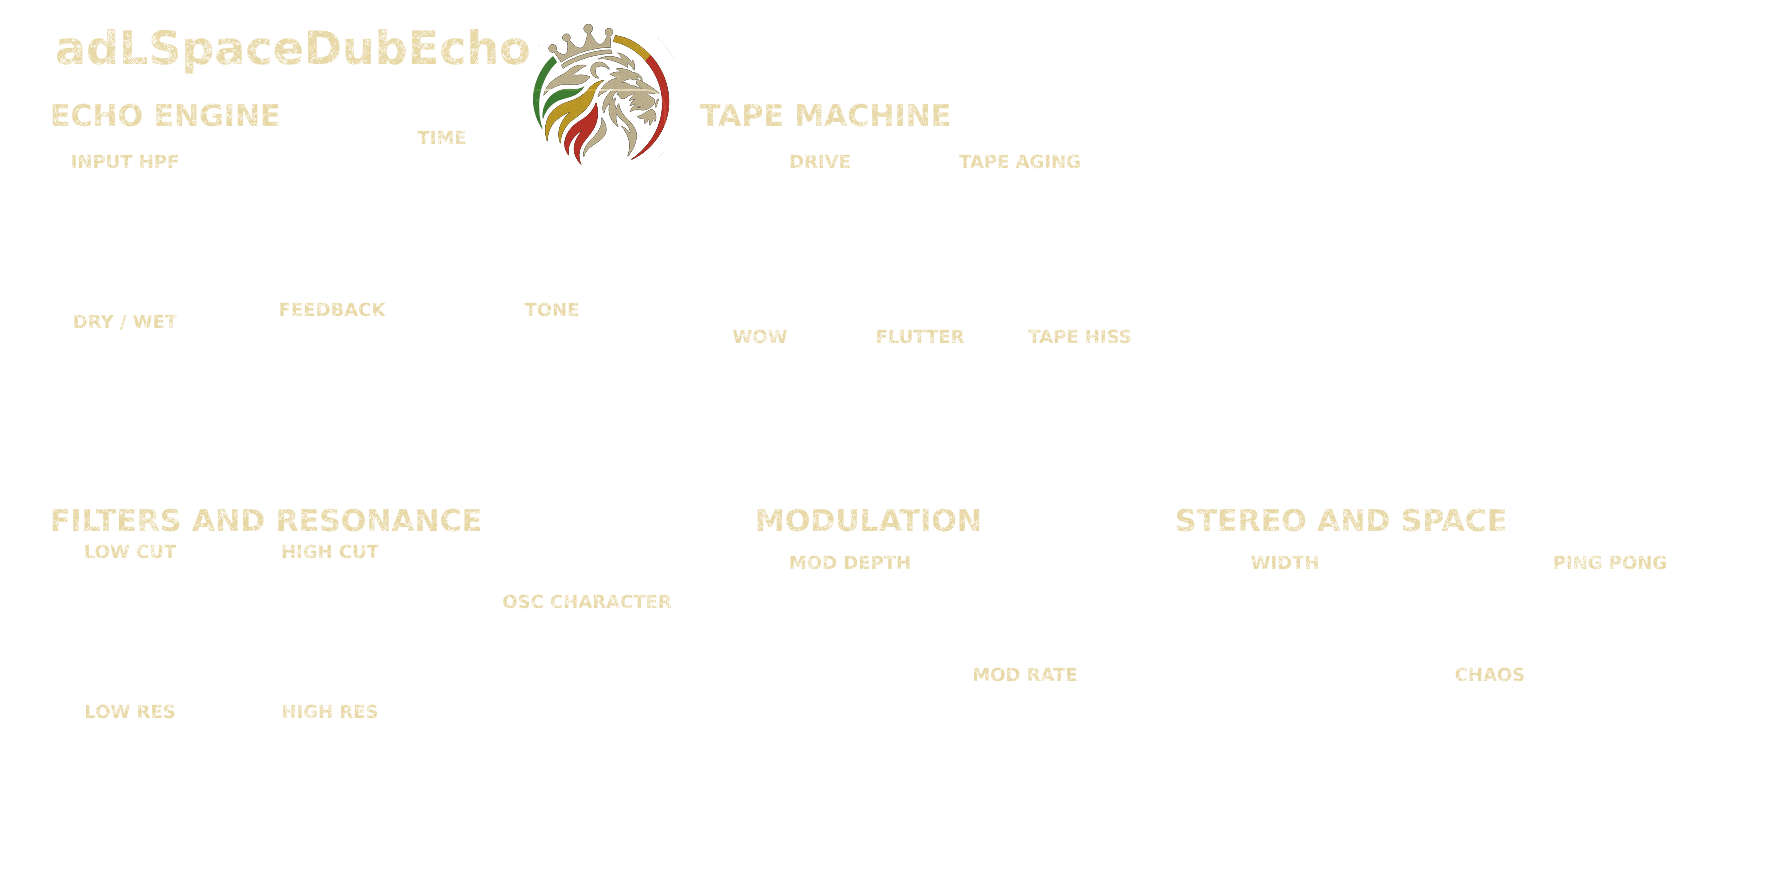 adLSpaceDubEcho
ECHO ENGINE
TIME
INPUT HPF
DRY / WET
FEEDBACK
TONE
TAPE MACHINE
DRIVE
TAPE AGING
WOW
FLUTTER
TAPE HISS
FILTERS AND RESONANCE
LOW CUT
HIGH CUT
OSC CHARACTER
LOW RES
HIGH RES
MODULATION
MOD DEPTH
MOD RATE
STEREO AND SPACE
WIDTH
PING PONG
CHAOS